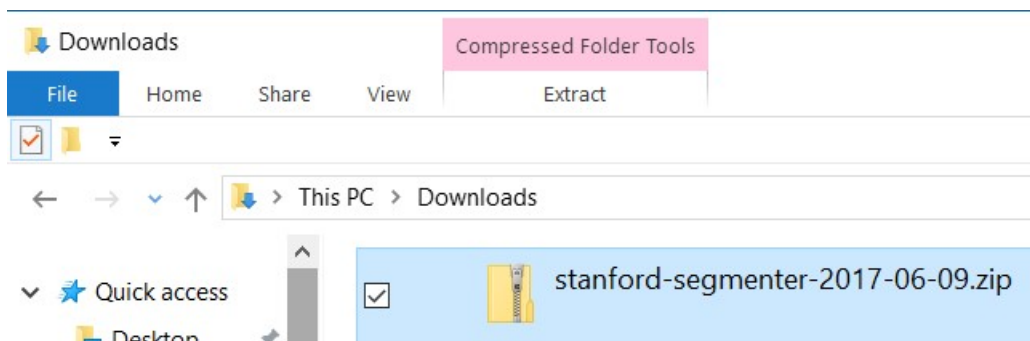 Downloads
Compressed Folder Tools
File Home Share View Extract
This PC > Downloads
Quick access
stanford-segmenter-2017-06-09.zip
Desktop